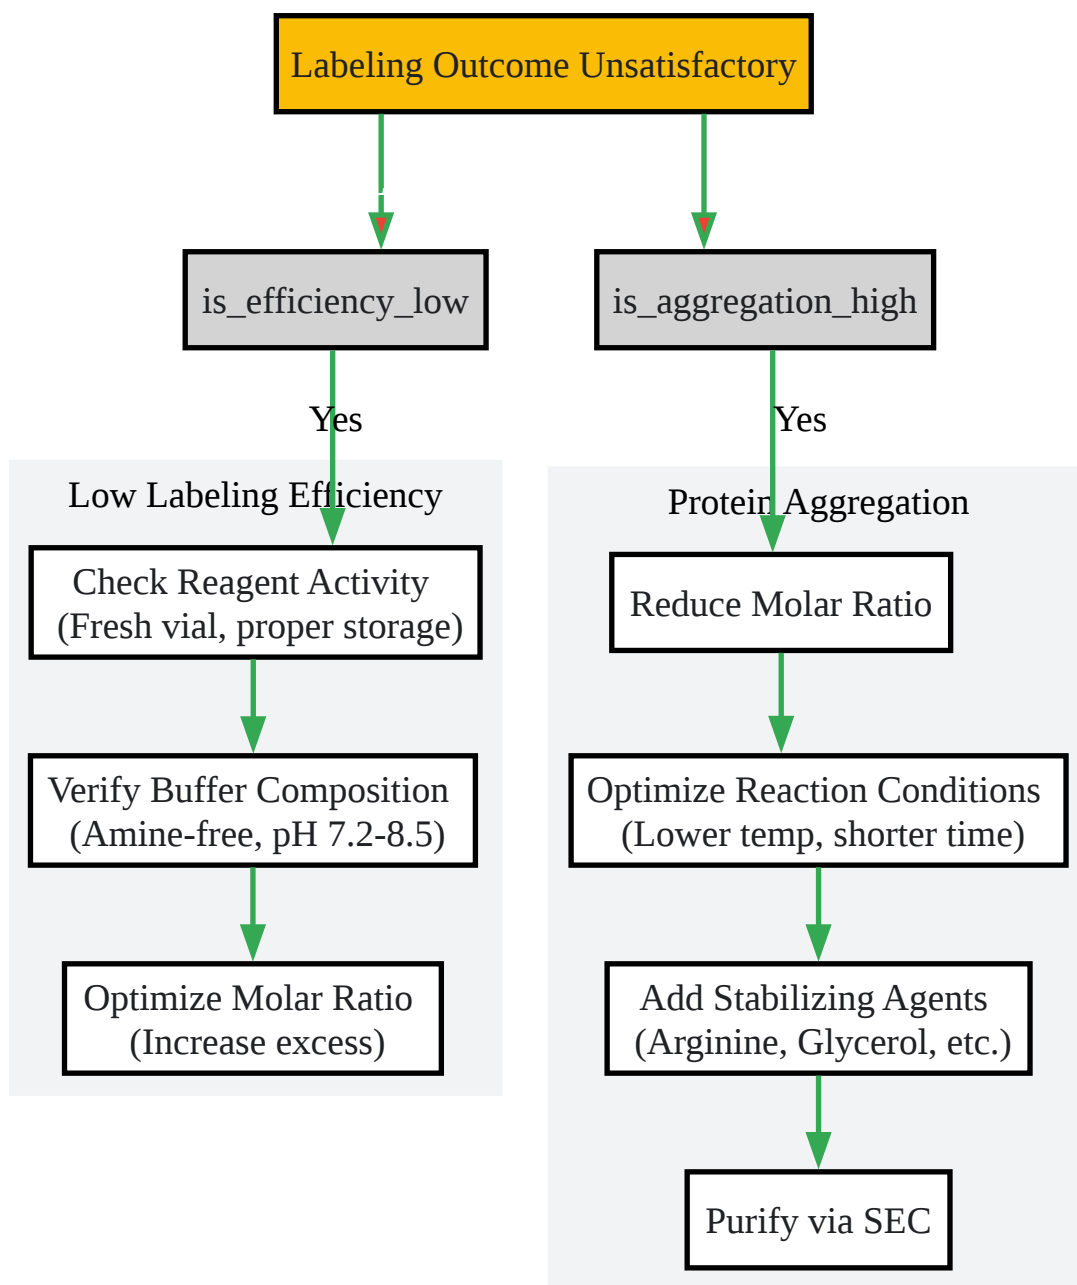 Labeling Outcome Unsatisfactory
is_efficiency_low
is_aggregation_high
Yes
Yes
Low Labeling Efficiency
Check Reagent Activity
(Fresh vial, proper storage)
Verify Buffer Composition
(Amine-free, pH 7.2-8.5)
Optimize Molar Ratio
(Increase excess)
Protein Aggregation
Reduce Molar Ratio
Optimize Reaction Conditions
(Lower temp, shorter time)
Add Stabilizing Agents
(Arginine, Glycerol, etc.)
Purify via SEC